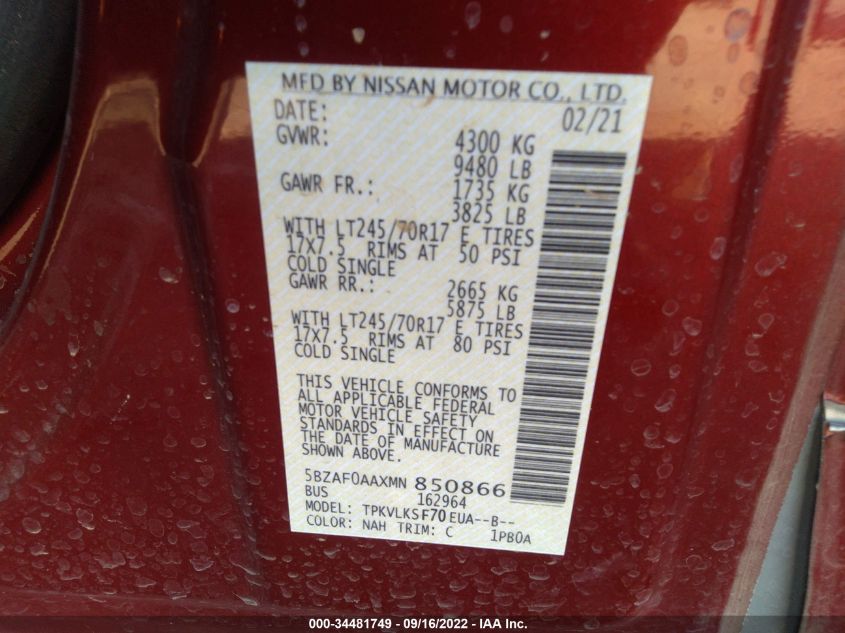 MFD BY NISSAN MOTOR CO., LTD.
DATE: 02/21
GVWR: 4300 KG
9480 LB
GAWR FR.: 1735 KG
3825 LB
WITH LT245/70R17 E TIRES
17X7.5 RIMS AT 50 PSI
COLD SINGLE
GAWR RR.: 2665 KG
5875 LB
WITH LT245/70R17 E TIRES
17X7.5 RIMS AT 80 PSI
COLD SINGLE
THIS VEHICLE CONFORMS TO
ALL APPLICABLE FEDERAL
MOTOR VEHICLE SAFETY
STANDARDS IN EFFECT ON
THE DATE OF MANUFACTURE
SHOWN ABOVE.
5BZAF0AAXMN 850866
BUS 162964
MODEL: TPKVLKSF70EUA--B--
COLOR: NAH TRIM: C 1PB0A
000-34481749 - 09/16/2022 - IAA Inc.